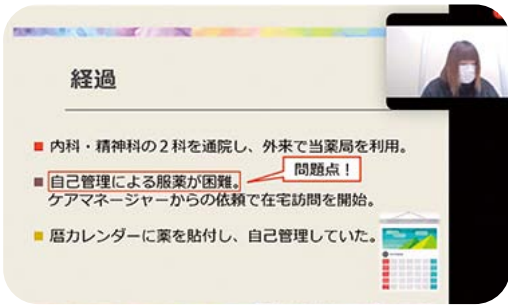 経過
■ 内科・精神科の2科を通院し、外来で当薬局を利用。
■ 自己管理による服薬が困難。
問題点！
ケアマネージャーからの依頼で在宅訪問を開始。
■ 暦カレンダーに薬を貼付し、自己管理していた。